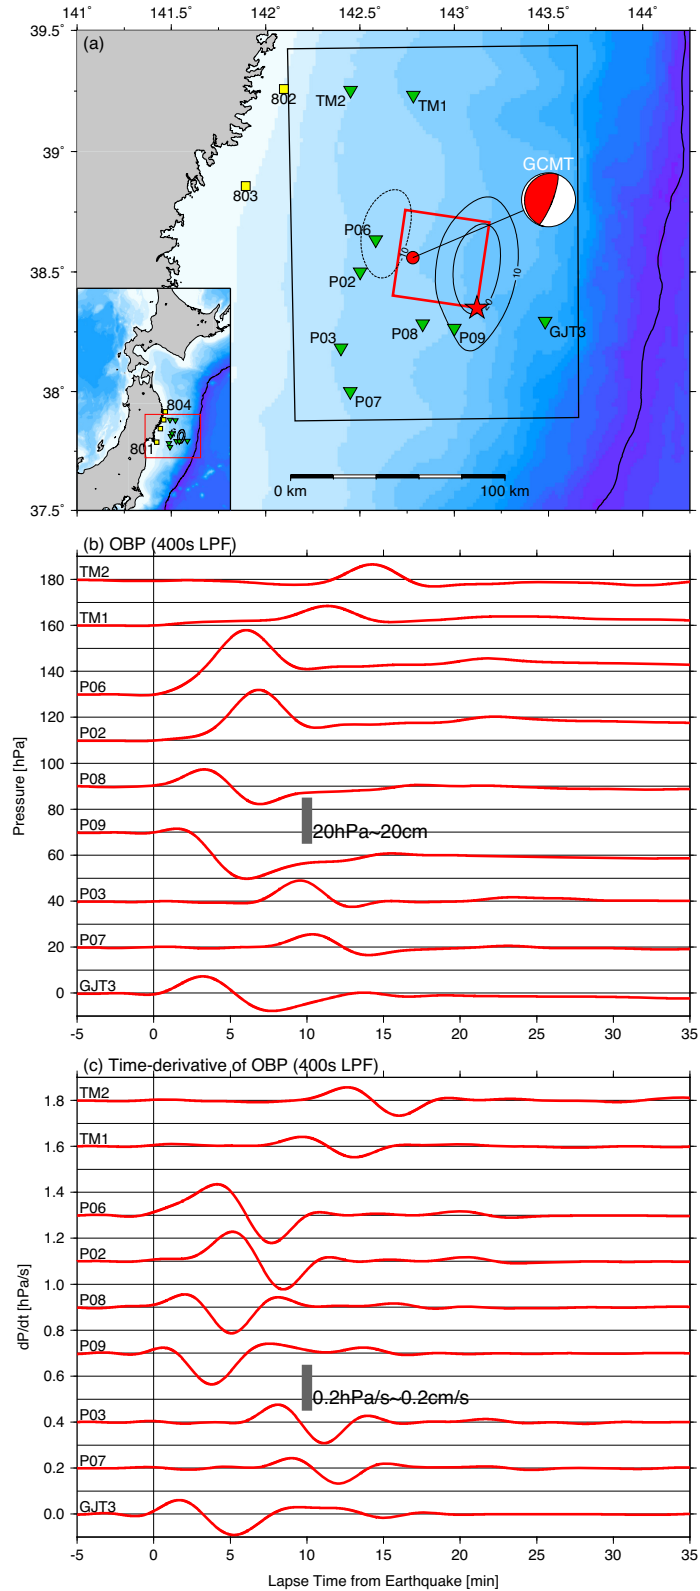 141˚ 141.5˚ 142˚ 142.5˚ 143˚ 143.5˚ 144˚
39.5˚
(a)
802
TM2
TM1
39˚
GCMT
803
P06
10
10
38.5˚
P02
P03
P08
P09
GJT3
38˚
P07
804
801
0 km 100 km
37.5˚
(b) OBP (400s LPF)
TM2
180
TM1
160
140
P06
120
P02
100
P08
80
20hPa~20cm
P09
60
P03
40
P07
20
GJT3
0
Pressure [hPa]
-5 0 5 10 15 20 25 30 35
(c) Time-derivative of OBP (400s LPF)
TM2
1.8
TM1
1.6
1.4
P06
1.2
P02
1.0
P08
0.8
P09
0.6
0.2hPa/s~0.2cm/s
P03
0.4
P07
0.2
GJT3
0.0
dP/dt [hPa/s]
-5 0 5 10 15 20 25 30 35
Lapse Time from Earthquake [min]